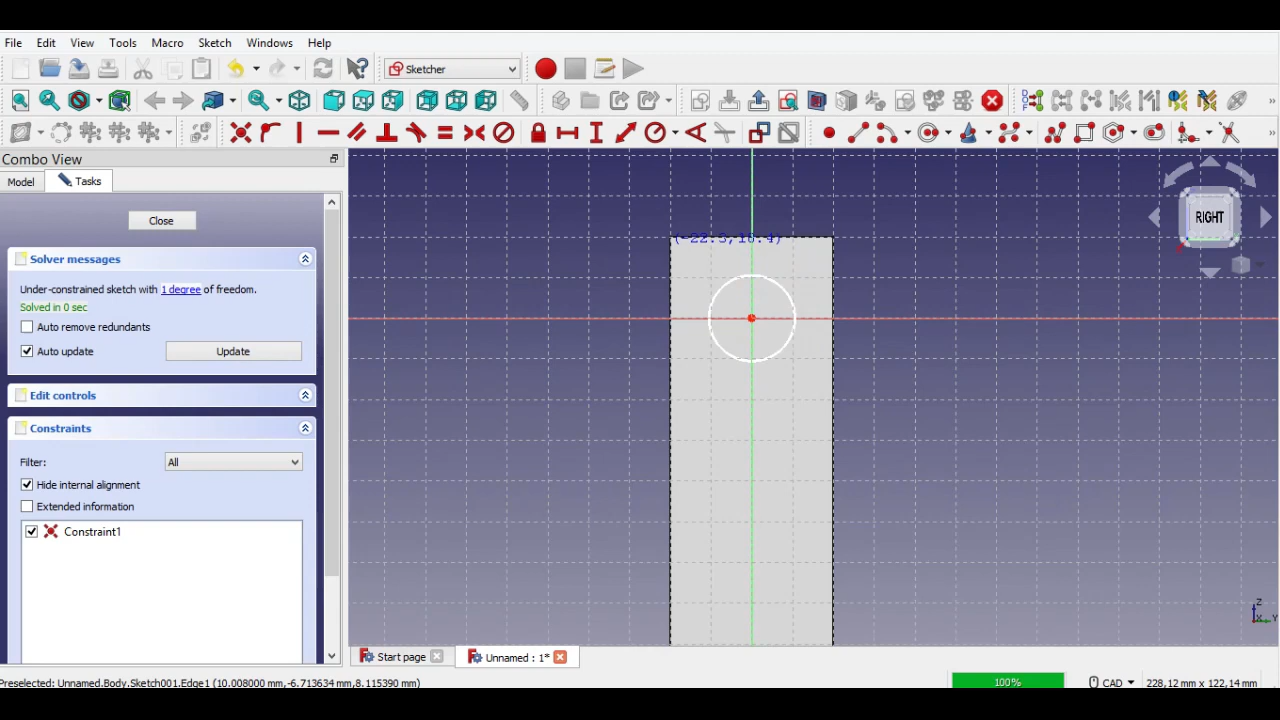 File Edit View Tools Macro Sketch Windows Help
Sketcher
Combo View
Model Tasks
Close
Solver messages
Under-constrained sketch with 1 degree of freedom.
Solved in 0 sec
Auto remove redundants
Auto update Update
Edit controls
Constraints
Filter: All
Hide internal alignment
Extended information
Constraint1
RIGHT
Z
X
Y
Start page Unnamed : 1*
Preselected: Unnamed.Body.Sketch001.Edge1 (10.008000 mm,-6.713634 mm,8.115390 mm) 100% CAD 228,12 mm x 122,14 mm